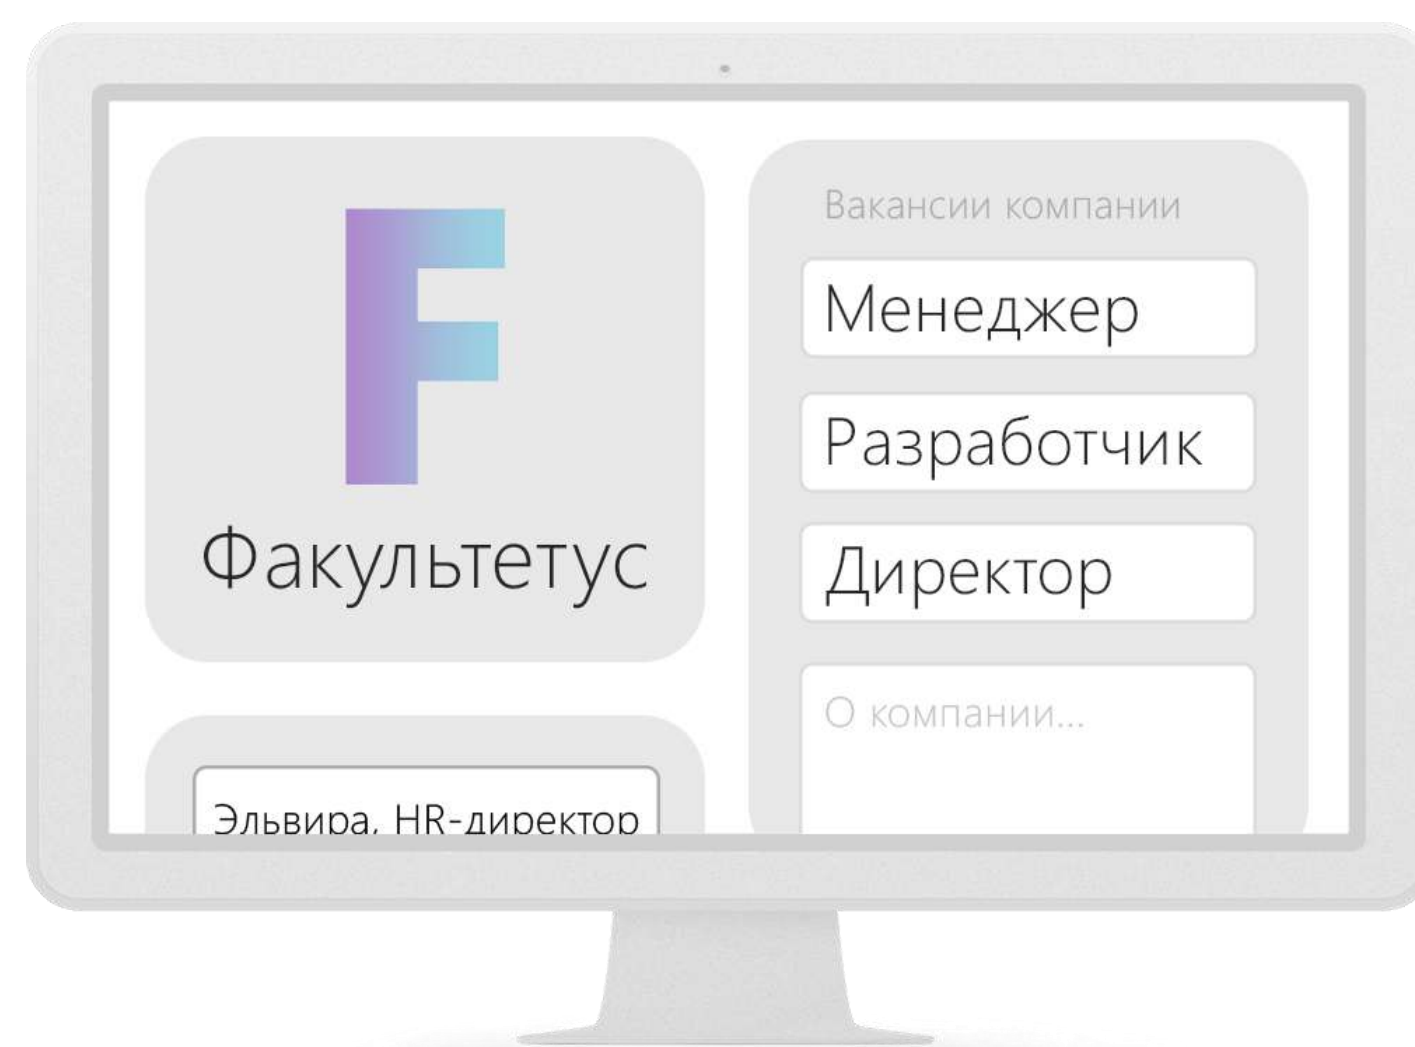 F
Факультетус
Эльвира, HR-директор
Вакансии компании
Менеджер
Разработчик
Директор
О компании...